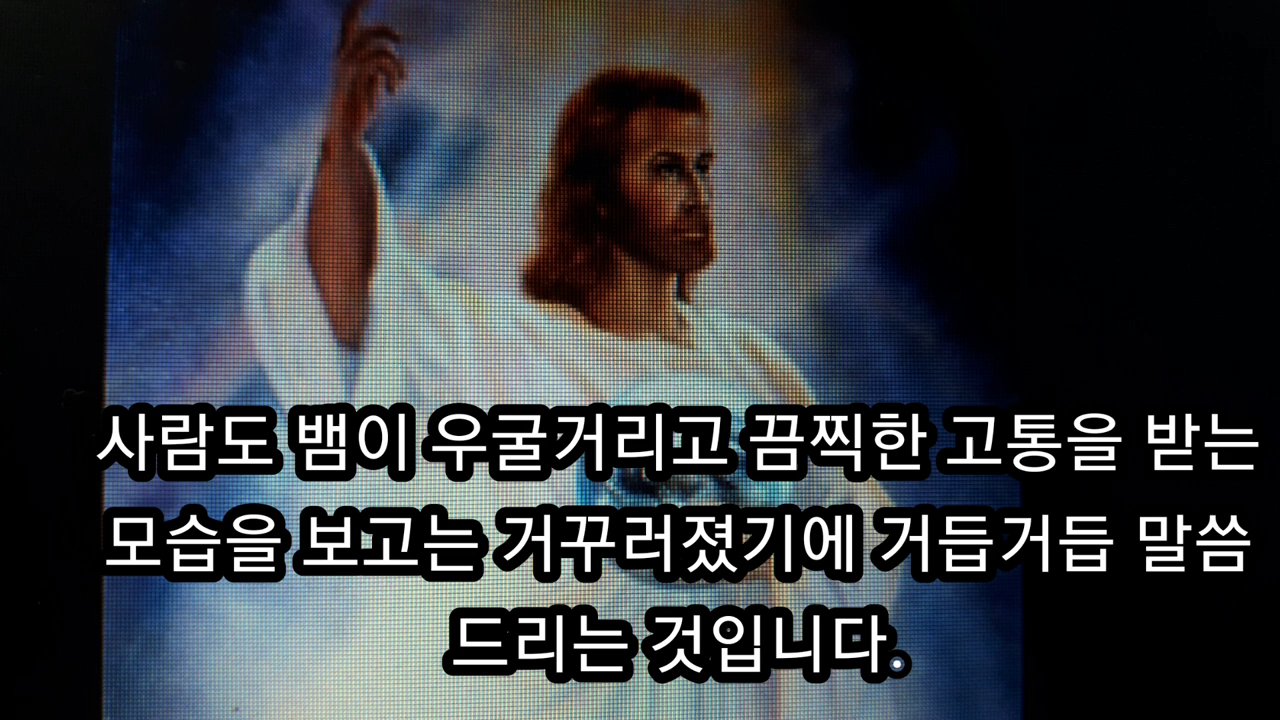 사람도 뱀이 우굴거리고 끔찍한 고통을 받는
모습을 보고는 거꾸러졌기에 거듭거듭 말씀
드리는 것입니다.